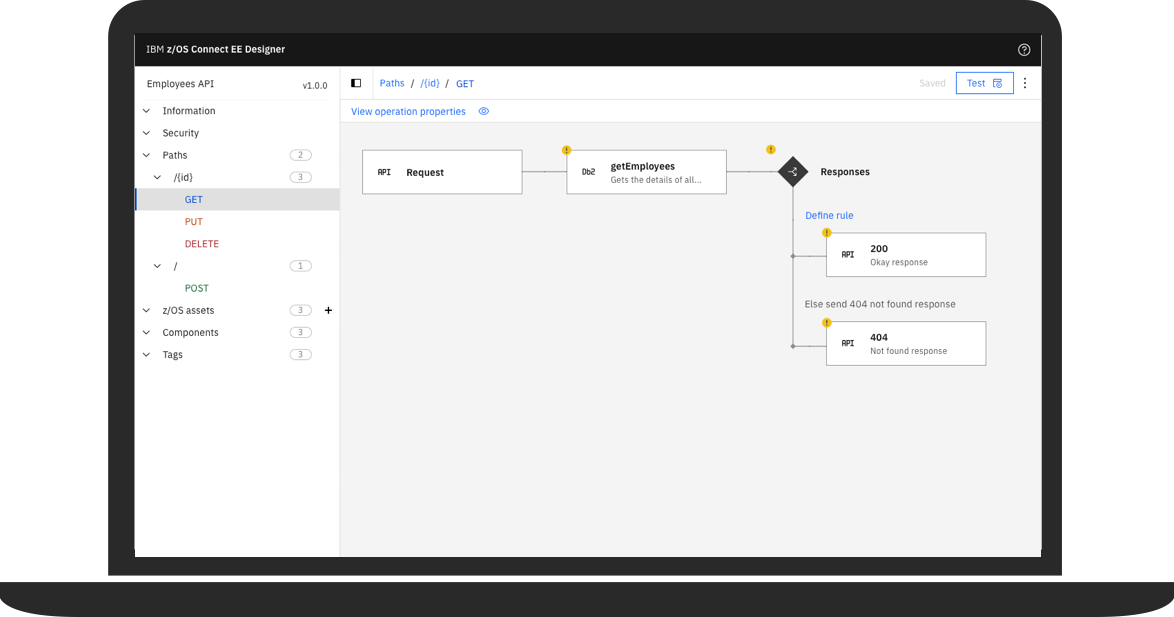 IBM z/OS Connect EE Designer
Employees API
v1.0.0
Information
Security
Paths 2
/{id} 3
GET
PUT
DELETE
/ 1
POST
z/OS assets 3 +
Components 3
Tags 3
Paths / /{id} / GET
Saved
Test
View operation properties
API Request
Db2 getEmployees
Gets the details of all...
Responses
Define rule
API 200
Okay response
Else send 404 not found response
API 404
Not found response